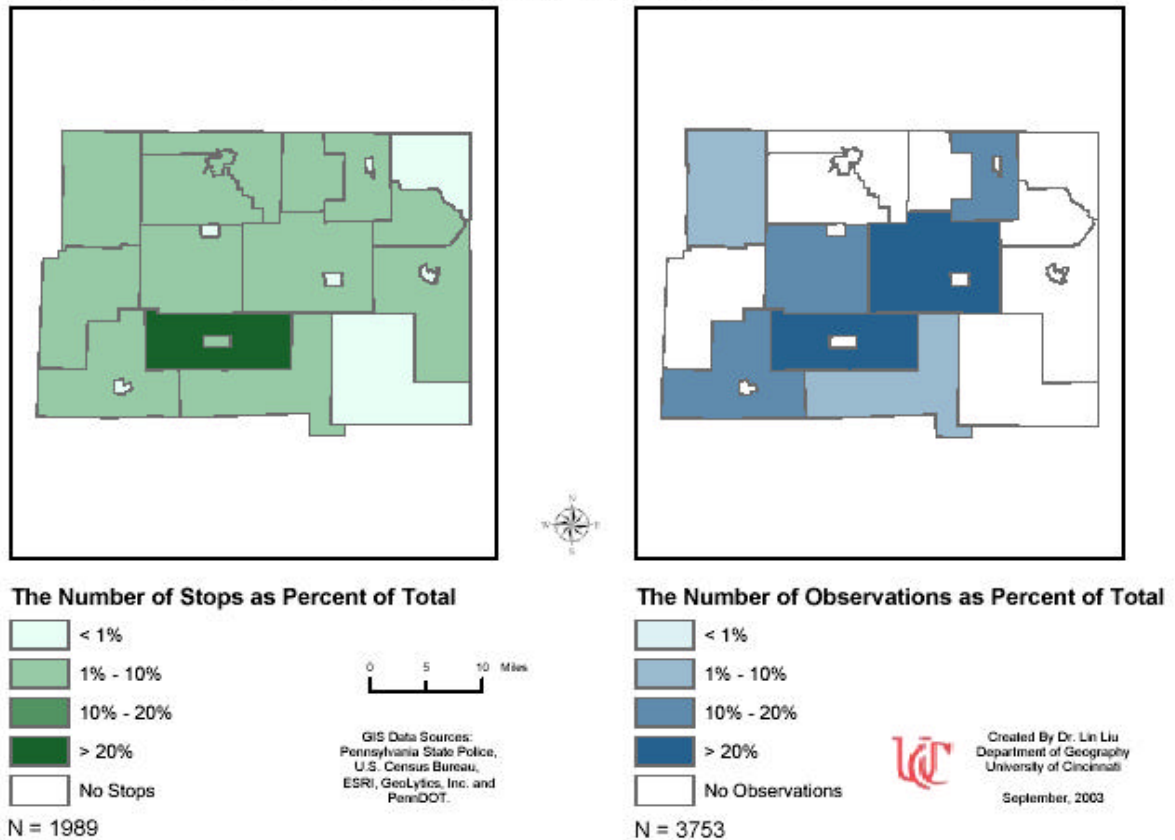 N
W E
S
The Number of Stops as Percent of Total
< 1%
1% - 10%
10% - 20%
> 20%
No Stops
N = 1989
0 5 10 Miles
GIS Data Sources:
Pennsylvania State Police,
U.S. Census Bureau,
ESRI, GeoLytics, Inc. and
PennDOT.
The Number of Observations as Percent of Total
< 1%
1% - 10%
10% - 20%
> 20%
No Observations
N = 3753
UC
Created By Dr. Lin Liu
Department of Geography
University of Cincinnati
September, 2003